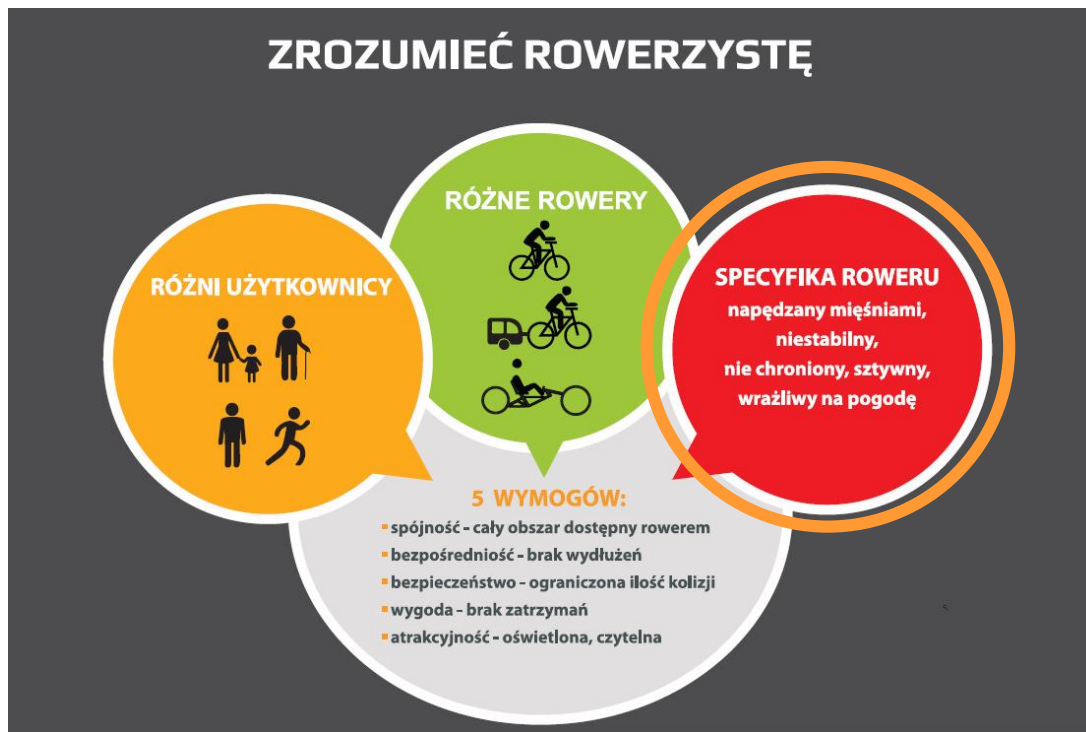 ZROZUMIEĆ ROWERZYSTĘ
RÓŻNI UŻYTKOWNICY
RÓŻNE ROWERY
SPECYFIKA ROWERU
napędzany mięśniami,
niestabilny,
nie chroniony, sztywny,
wrażliwy na pogodę
5 WYMOGÓW:
spójność - cały obszar dostępny rowerem
bezpośredniość - brak wydłużeń
bezpieczeństwo - ograniczona ilość kolizji
wygoda - brak zatrzymań
atrakcyjność - oświetlona, czytelna